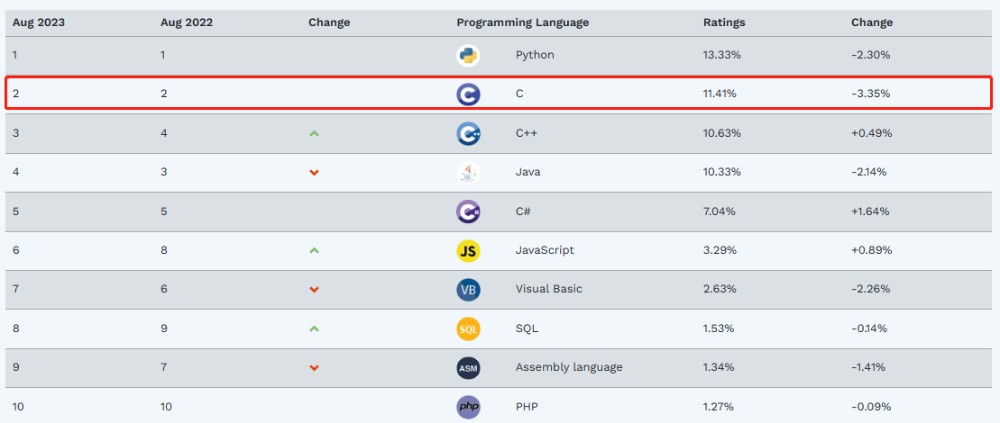 Aug 2023 Aug 2022 Change Programming Language Ratings Change
1 1 Python 13.33% -2.30%
2 2 C C 11.41% -3.35%
3 4 C++ C++ 10.63% +0.49%
4 3 Java 10.33% -2.14%
5 5 C# C# 7.04% +1.64%
6 8 JS JavaScript 3.29% +0.89%
7 6 VB Visual Basic 2.63% -2.26%
8 9 SQL SQL 1.53% -0.14%
9 7 ASM Assembly language 1.34% -1.41%
10 10 php PHP 1.27% -0.09%